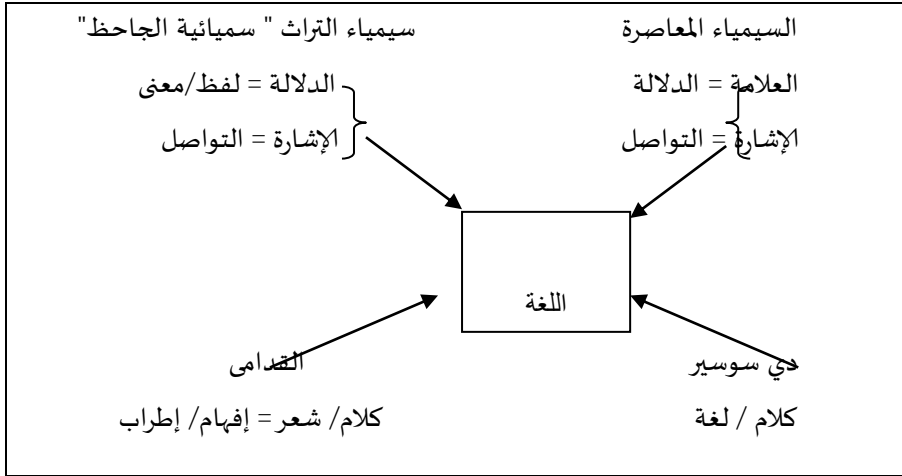 السيمياء المعاصرة
سيمياء التراث " سميائية الجاحظ"
العلامة = الدلالة
الدلالة = لفظ/معنى
الإشارة = التواصل
الإشارة = التواصل
اللغة
دي سوسير
القدامى
كلام / لغة
كلام/ شعر = إفهام/ إطراب